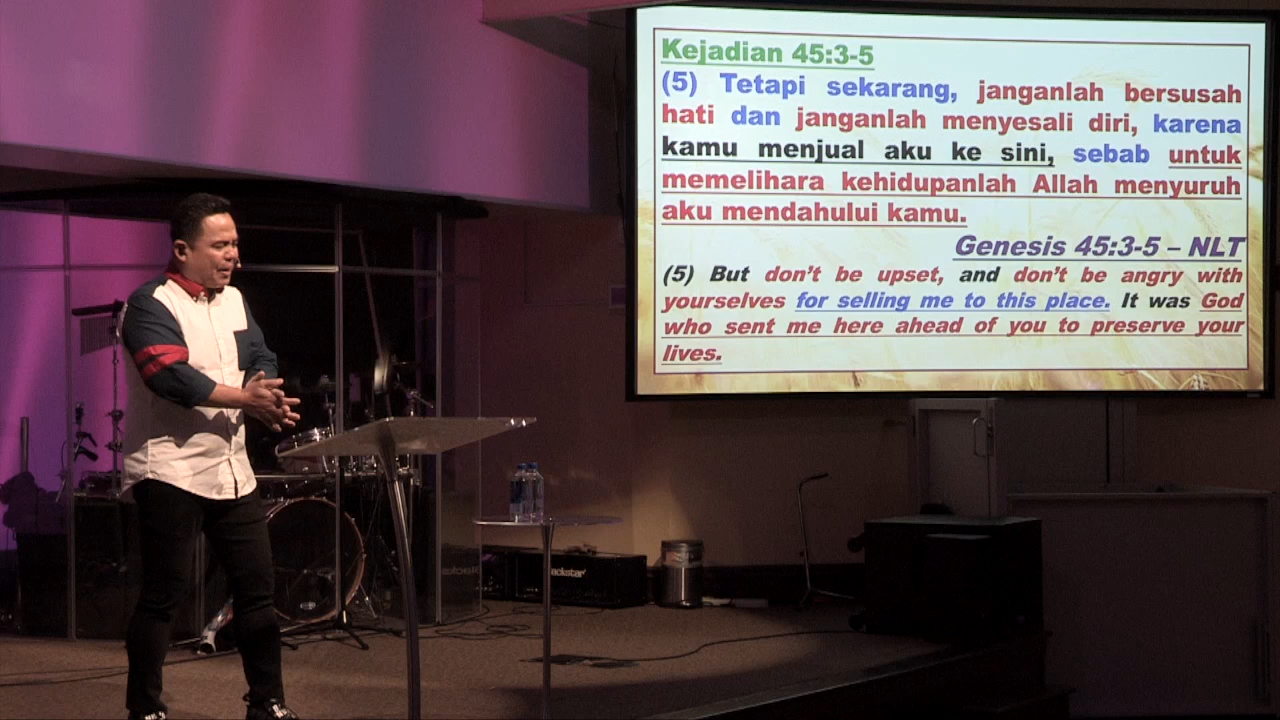 Kejadian 45:3-5
(5) Tetapi sekarang, janganlah bersusah
hati dan janganlah menyesali diri, karena
kamu menjual aku ke sini, sebab untuk
memelihara kehidupanlah Allah menyuruh
aku mendahului kamu.
Genesis 45:3-5 – NLT
(5) But don't be upset, and don't be angry with
yourselves for selling me to this place. It was God
who sent me here ahead of you to preserve your
lives.